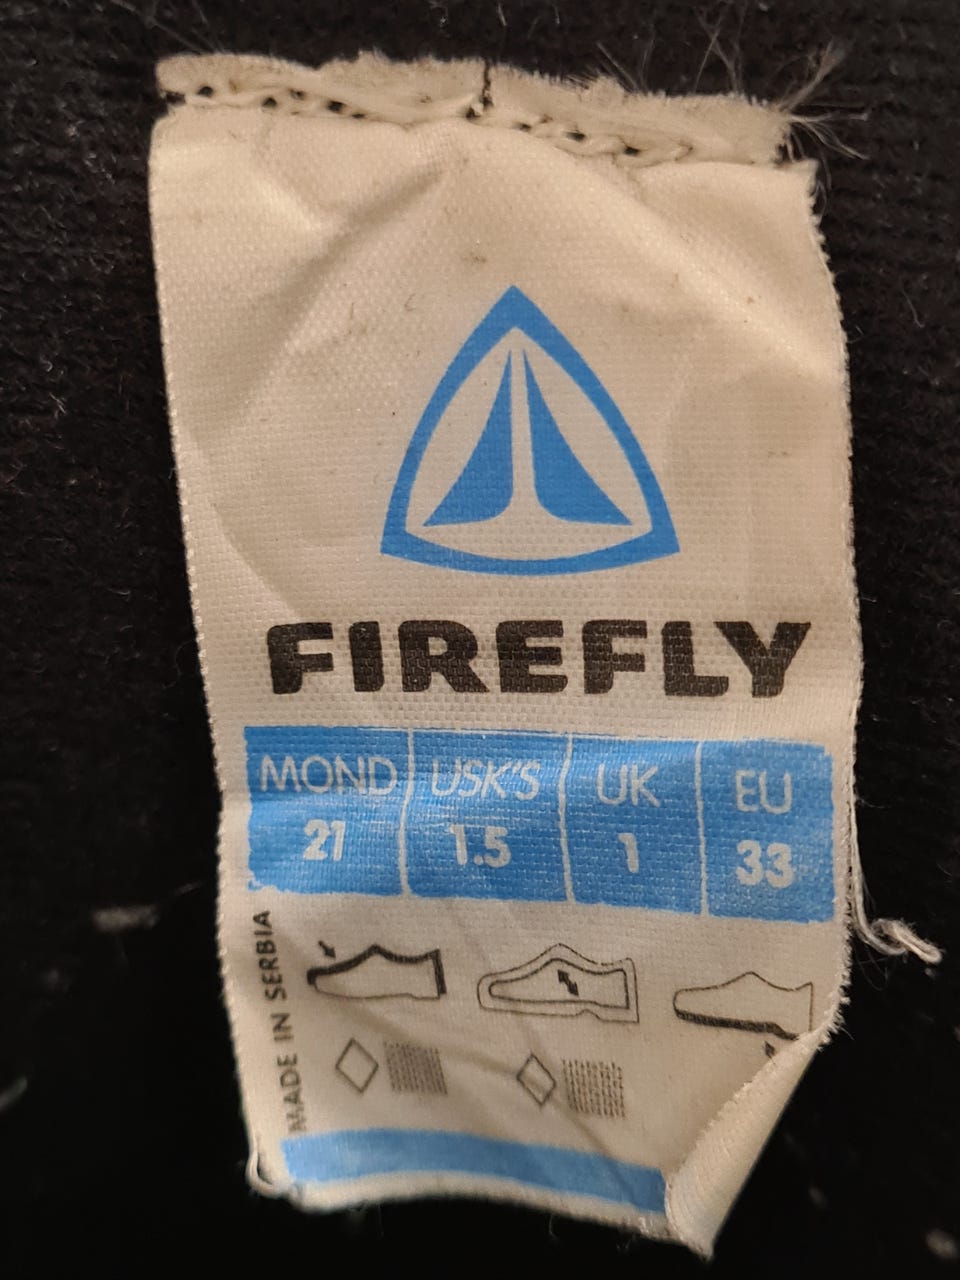 FIREFLY
MOND USK'S UK EU
21 1.5 1 33
MADE IN SERBIA